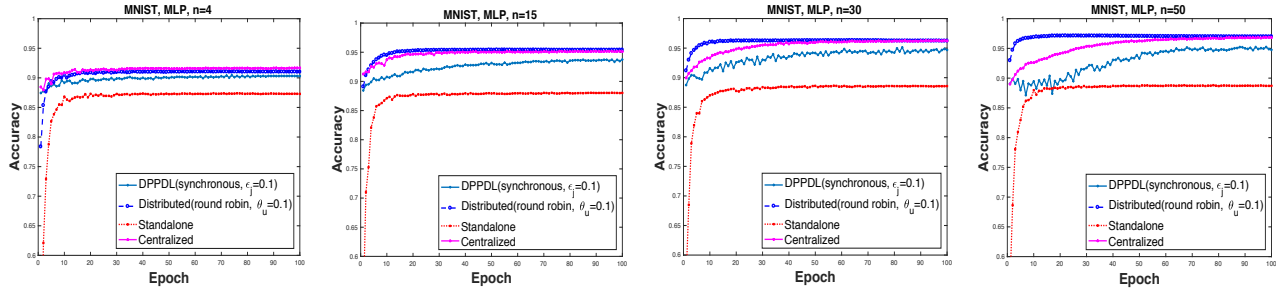 MNIST, MLP, n=4
Accuracy
1
0.95
0.9
0.85
0.8
0.75
0.7
0.65
0.6
DPPDL(synchronous, ϵj=0.1)
Distributed(round robin, θu=0.1)
Standalone
Centralized
0 10 20 30 40 50 60 70 80 90 100
Epoch
MNIST, MLP, n=15
Accuracy
1
0.95
0.9
0.85
0.8
0.75
0.7
0.65
0.6
DPPDL(synchronous, ϵj=0.1)
Distributed(round robin, θu=0.1)
Standalone
Centralized
0 10 20 30 40 50 60 70 80 90 100
Epoch
MNIST, MLP, n=30
Accuracy
1
0.95
0.9
0.85
0.8
0.75
0.7
0.65
0.6
DPPDL(synchronous, ϵj=0.1)
Distributed(round robin, θu=0.1)
Standalone
Centralized
0 10 20 30 40 50 60 70 80 90 100
Epoch
MNIST, MLP, n=50
Accuracy
1
0.95
0.9
0.85
0.8
0.75
0.7
0.65
0.6
DPPDL(synchronous, ϵj=0.1)
Distributed(round robin, θu=0.1)
Standalone
Centralized
0 10 20 30 40 50 60 70 80 90 100
Epoch